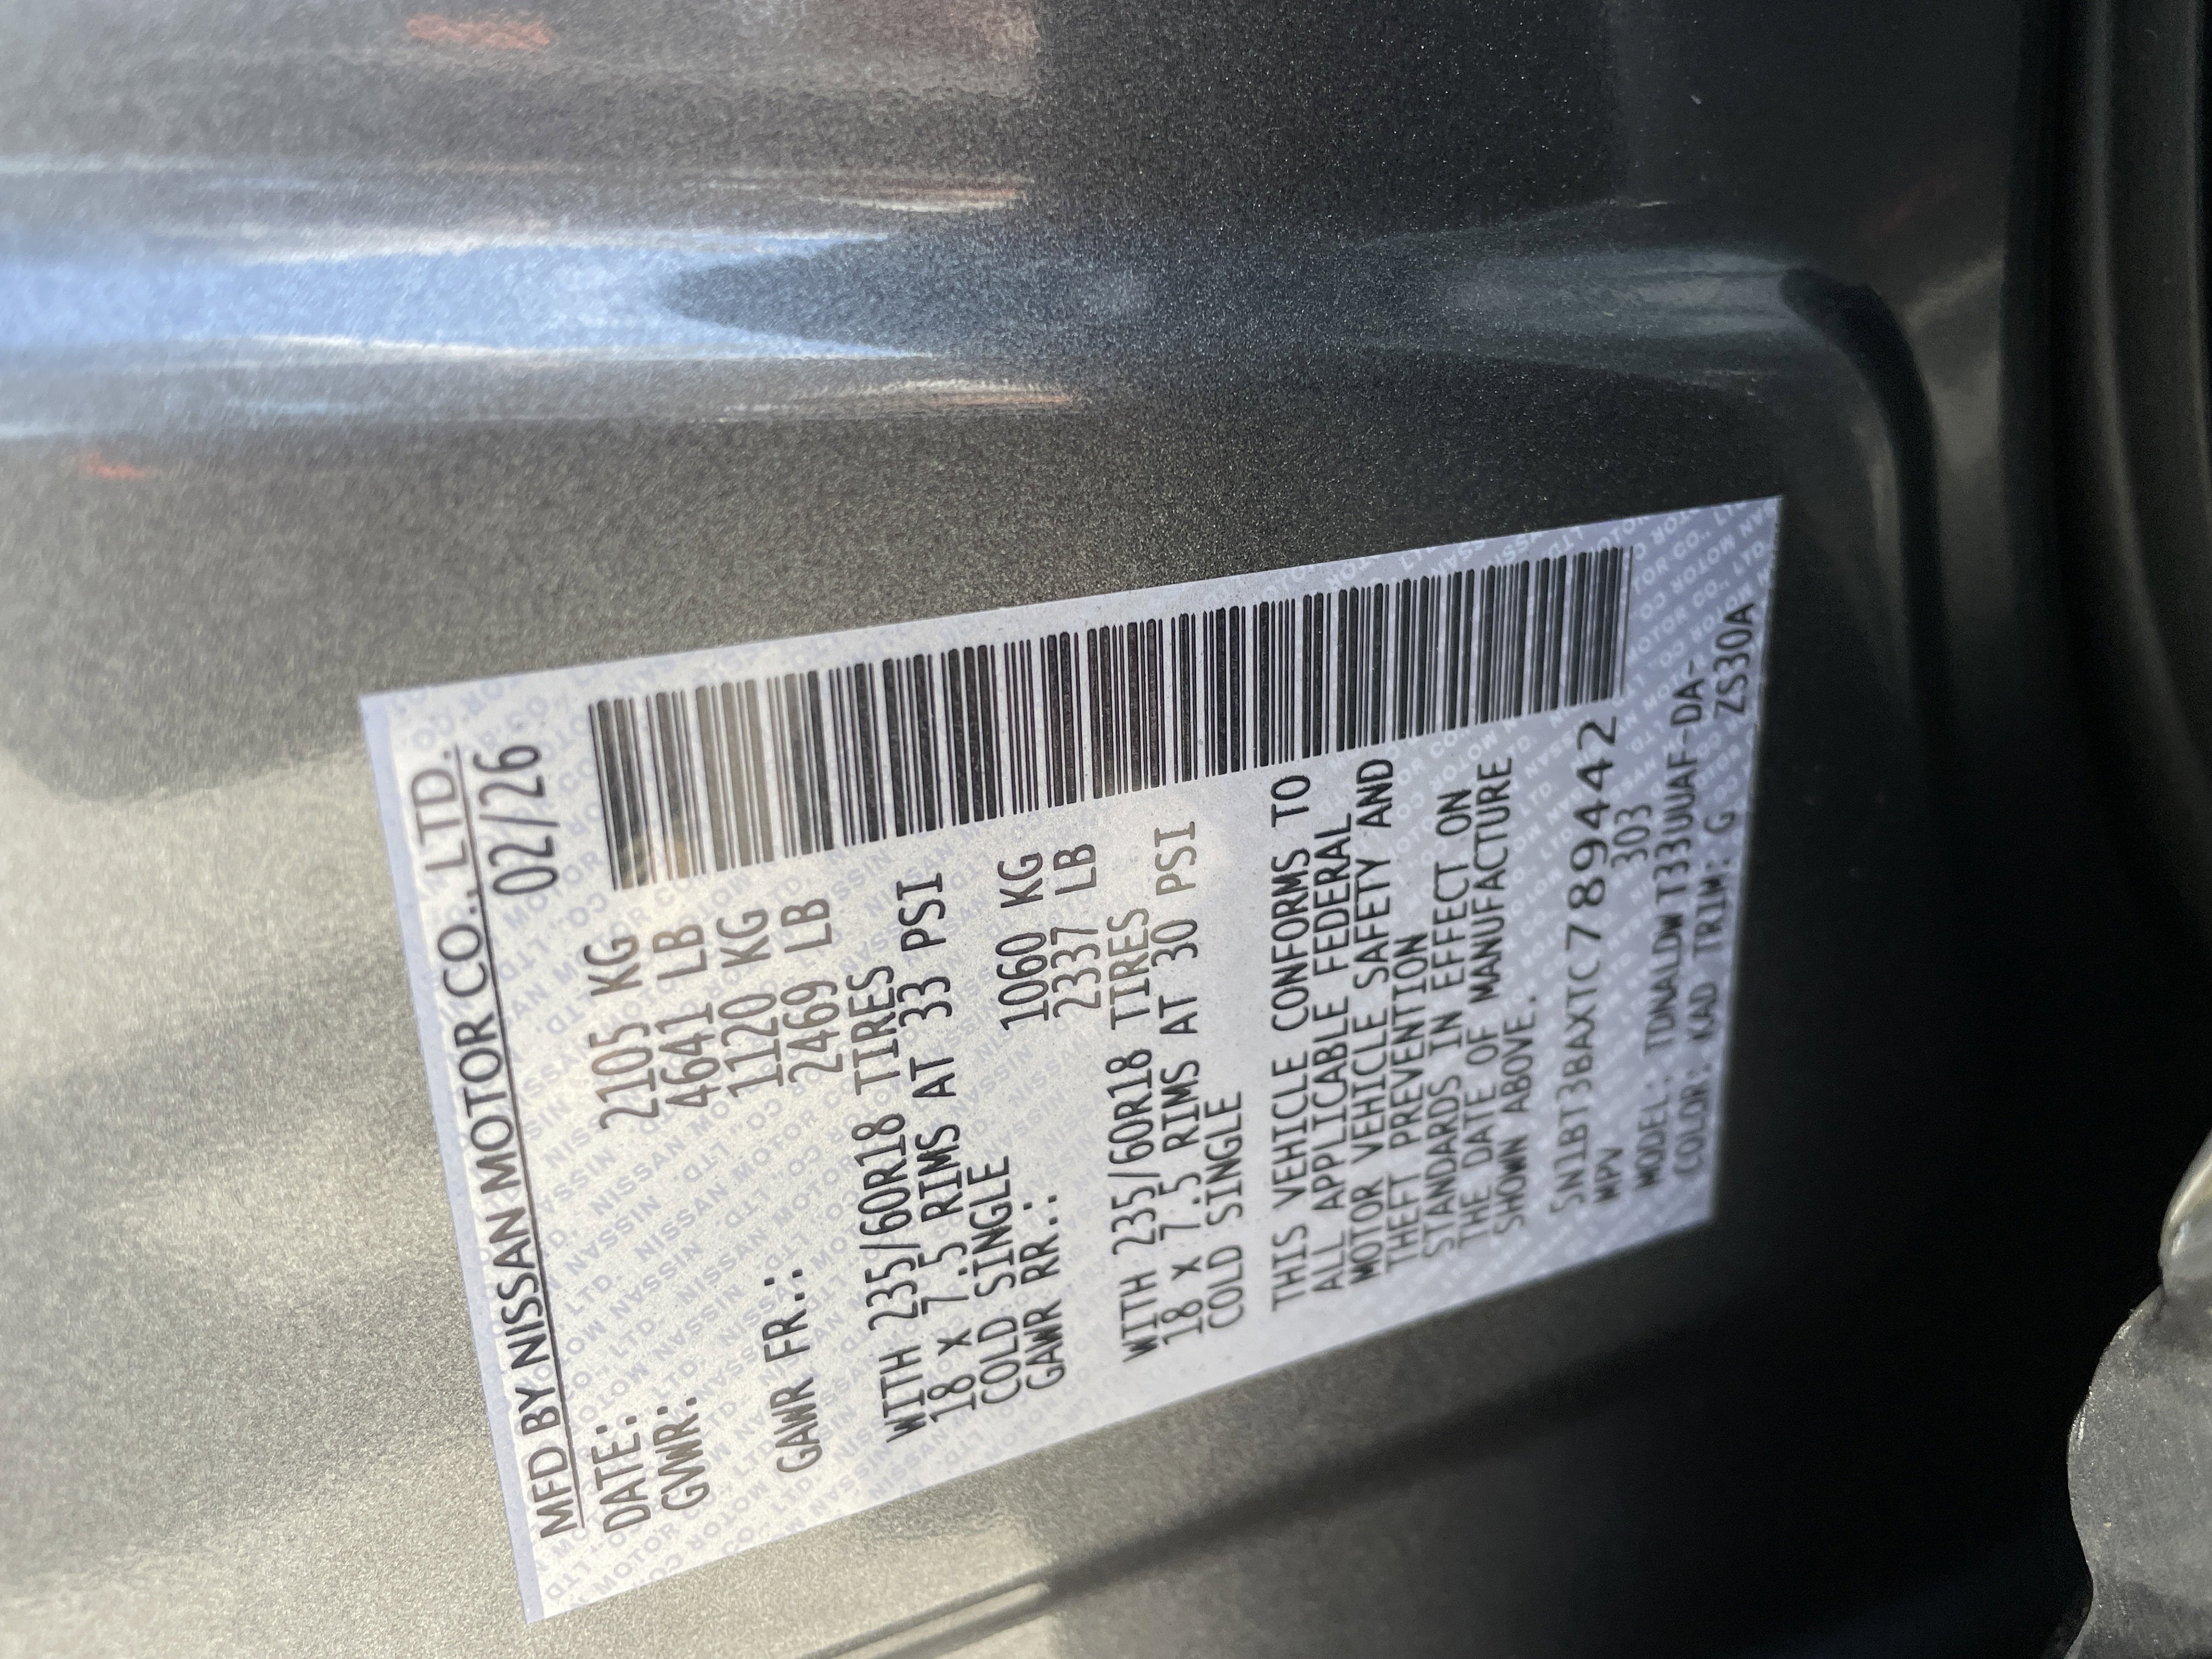 MFD BY NISSAN MOTOR CO., LTD.
DATE: 02/26
GVWR: 2105 KG
4641 LB
GAWR FR.: 1120 KG
2469 LB
WITH 235/60R18 TIRES
18 x 7.5 RIMS AT 33 PSI
COLD SINGLE
GAWR RR.: 1060 KG
2337 LB
WITH 235/60R18 TIRES
18 x 7.5 RIMS AT 30 PSI
COLD SINGLE
THIS VEHICLE CONFORMS TO
ALL APPLICABLE FEDERAL
MOTOR VEHICLE SAFETY AND
THEFT PREVENTION
STANDARDS IN EFFECT ON
THE DATE OF MANUFACTURE
SHOWN ABOVE.
5N1BT3BAXTC789442
MPV 303
MODEL: TDNALDWT33UUAF-DA-
COLOR: KAD TRIM: G ZS30A